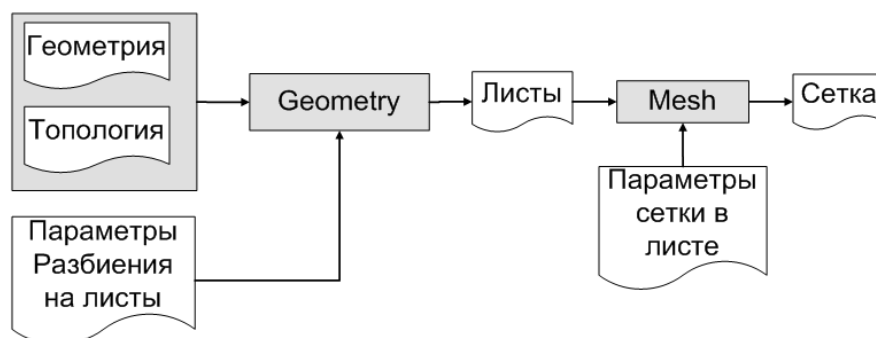 Геометрия
Топология
Geometry
Листы
Mesh
Сетка
Параметры
Разбиения
на листы
Параметры
сетки в
листе